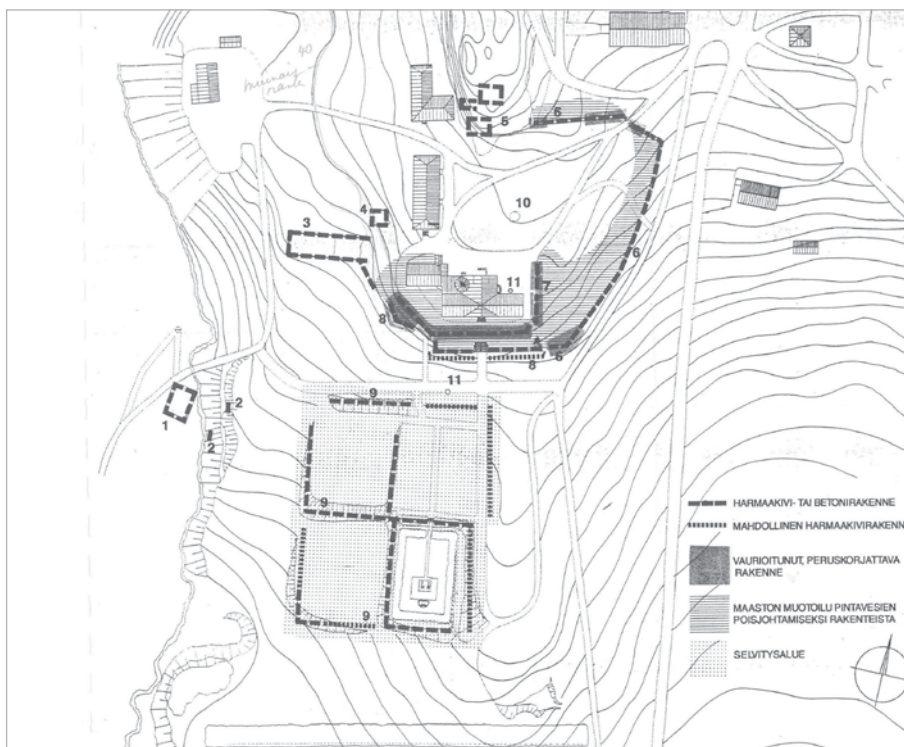 40
5
6
10
4
3
6
11
7
8
6
8
11
9
1
2
2
9
9
HARMAAKIVI- TAI BETONIRAKENNE
MAHDOLLINEN HARMAAKIVIRAKENN
VAURIOITUNUT, PERUSKORJATTAVA
RAKENNE
MAASTON MUOTOILU PINTAVESIEN
POISJOHTAMISEKSI RAKENTEISTA
SELVITYSALUE